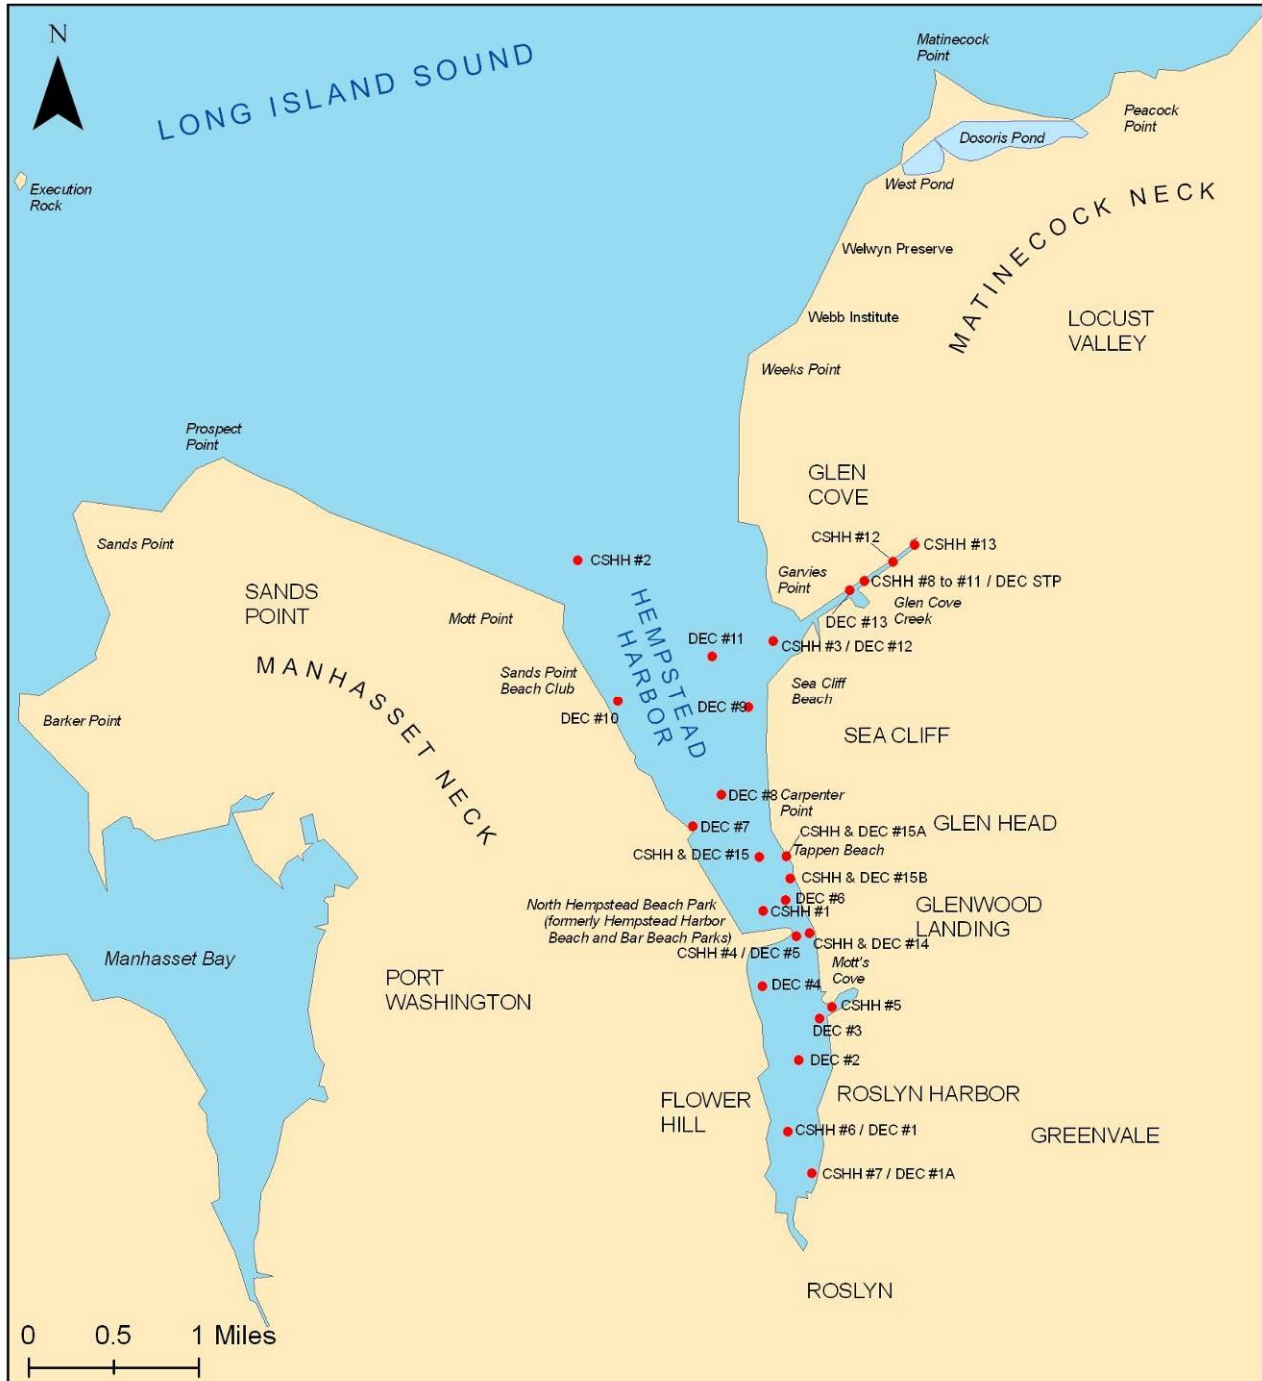 N
LONG ISLAND SOUND
Matinecock
Point
Peacock
Point
Dosoris Pond
Execution
Rock
West Pond
MATINECOCK NECK
Welwyn Preserve
Webb Institute
LOCUST
VALLEY
Weeks Point
Prospect
Point
GLEN
COVE
Sands Point
CSHH #12
CSHH #13
CSHH #2
Garvies
Point
CSHH #8 to #11 / DEC STP
SANDS
POINT
Glen Cove
Creek
Mott Point
HEMPSTEAD
HARBOR
DEC #13
DEC #11
CSHH #3 / DEC #12
MANHASSET NECK
Sands Point
Beach Club
Sea Cliff
Beach
DEC #10
DEC #9
Barker Point
SEA CLIFF
DEC #8
Carpenter
Point
DEC #7
GLEN HEAD
CSHH & DEC #15A
CSHH & DEC #15
Tappen Beach
CSHH & DEC #15B
DEC #6
North Hempstead Beach Park
(formerly Hempstead Harbor
Beach and Bar Beach Parks)
CSHH #1
GLENWOOD
LANDING
CSHH & DEC #14
CSHH #4 / DEC #5
Mott's
Cove
Manhasset Bay
PORT
WASHINGTON
DEC #4
CSHH #5
DEC #3
DEC #2
FLOWER
HILL
ROSLYN HARBOR
CSHH #6 / DEC #1
GREENVALE
CSHH #7 / DEC #1A
ROSLYN
0 0.5 1 Miles